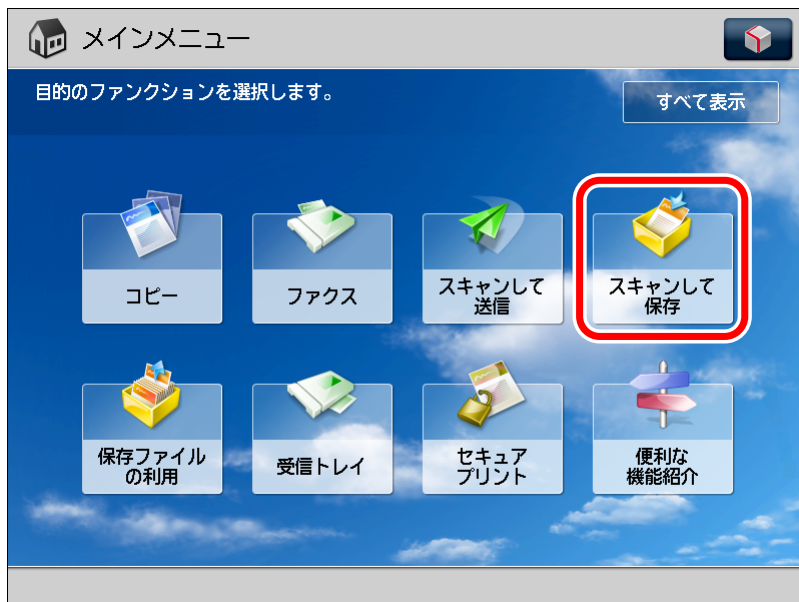 メインメニュー
目的のファンクションを選択します。
すべて表示
コピー
ファクス
スキャンして
送信
スキャンして
保存
保存ファイル
の利用
受信トレイ
セキュア
プリント
便利な
機能紹介